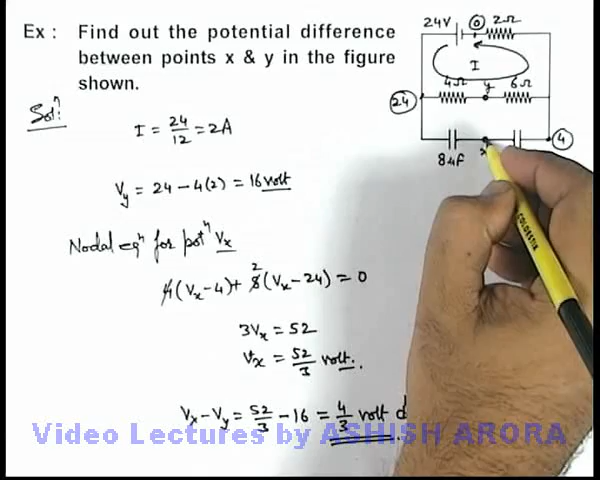 Ex : Find out the potential difference
between points x & y in the figure
shown.
24V 0 2Ω
I
4Ω y 6Ω
24
4
8μF x
Solⁿ
I = 24/12 = 2A
Vy = 24 − 4(2) = 16 volt
Nodal eqⁿ for potⁿ Vx
4(Vx − 4) + 8 2(Vx − 24) = 0
3Vx = 52
Vx = 52/3 volt.
Vx − Vy = 52/3 − 16 = 4/3 volt d
Video Lectures by ASHISH ARORA
COLORSTIX